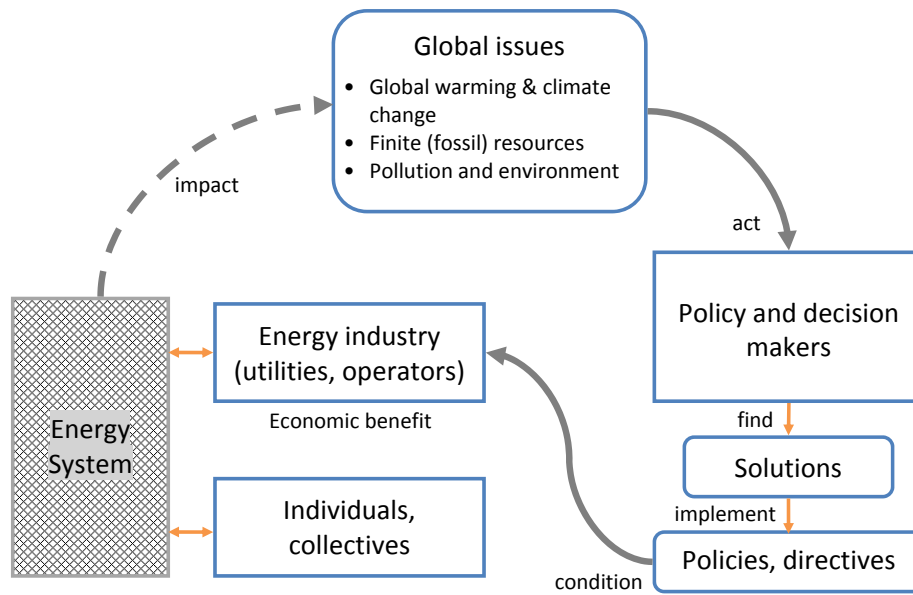 Global issues
• Global warming & climate
change
• Finite (fossil) resources
• Pollution and environment
impact
act
Policy and decision
makers
Energy industry
(utilities, operators)
Economic benefit
find
Energy
System
Solutions
Individuals,
collectives
implement
Policies, directives
condition